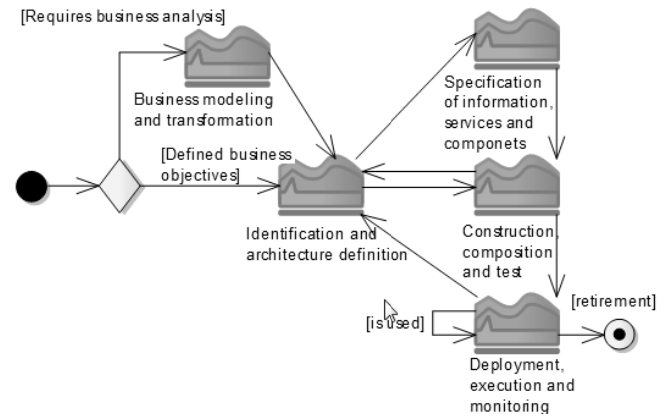 [Requires business analysis]
Business modeling
and transformation
Specification
of information,
services and
componets
[Defined business
objectives]
Identification and
architecture definition
Construction,
composition
and test
[retirement]
[is used]
Deployment,
execution and
monitoring